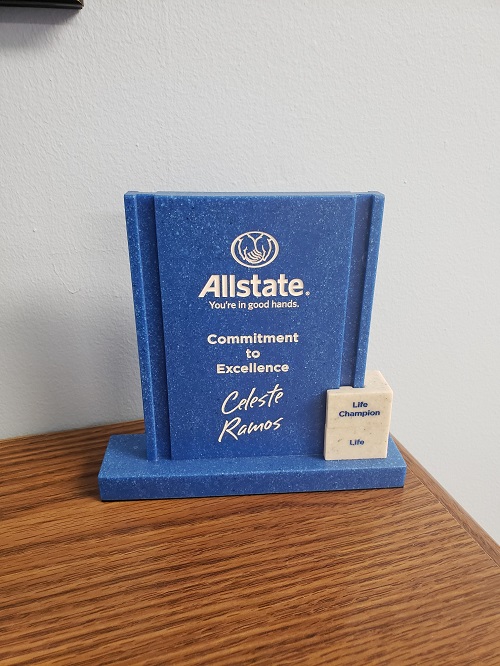 Allstate®
You're in good hands.
Commitment
to
Excellence
Celeste
Ramos
Life
Champion
Life